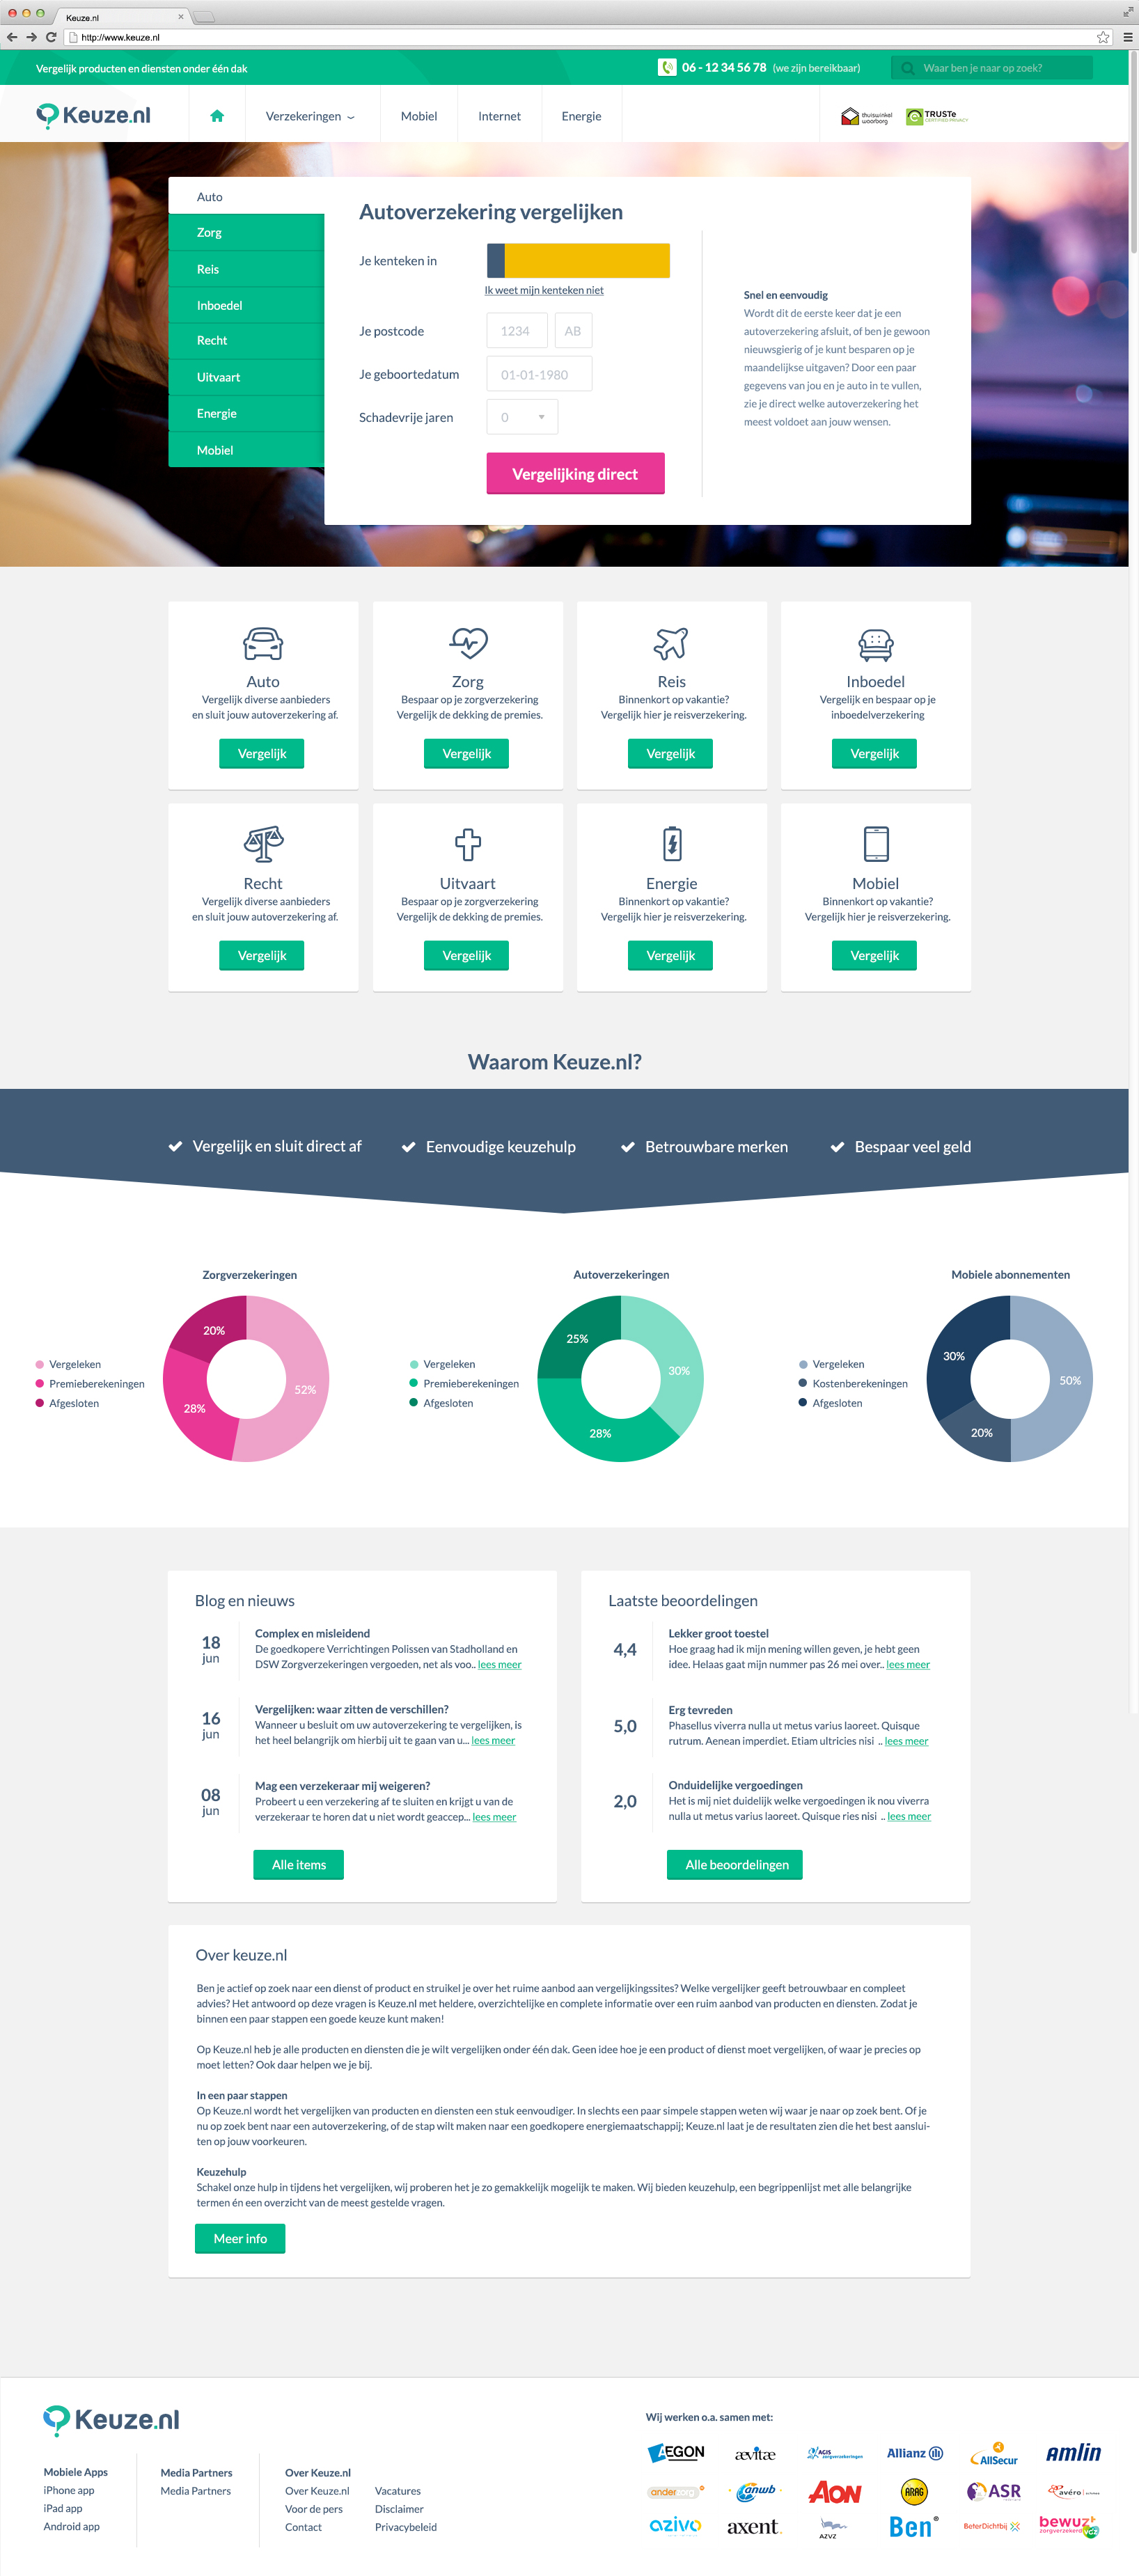 Keuze.nl
http://www.keuze.nl
Vergelijk producten en diensten onder één dak
06 - 12 34 56 78 (we zijn bereikbaar)
Waar ben je naar op zoek?
Keuze.nl
Verzekeringen
Mobiel
Internet
Energie
thuiswinkel
waarborg
TRUSTe
CERTIFIED PRIVACY
Auto
Zorg
Reis
Inboedel
Recht
Uitvaart
Energie
Mobiel
Autoverzekering vergelijken
Je kenteken in
Ik weet mijn kenteken niet
Je postcode
1234 AB
Je geboortedatum
01-01-1980
Schadevrije jaren
0
Vergelijking direct
Snel en eenvoudig
Wordt dit de eerste keer dat je een
autoverzekering afsluit, of ben je gewoon
nieuwsgierig of je kunt besparen op je
maandelijkse uitgaven? Door een paar
gegevens van jou en je auto in te vullen,
zie je direct welke autoverzekering het
meest voldoet aan jouw wensen.
Auto
Vergelijk diverse aanbieders
en sluit jouw autoverzekering af.
Vergelijk
Zorg
Bespaar op je zorgverzekering
Vergelijk de dekking de premies.
Vergelijk
Reis
Binnenkort op vakantie?
Vergelijk hier je reisverzekering.
Vergelijk
Inboedel
Vergelijk en bespaar op je
inboedelverzekering
Vergelijk
Recht
Vergelijk diverse aanbieders
en sluit jouw autoverzekering af.
Vergelijk
Uitvaart
Bespaar op je zorgverzekering
Vergelijk de dekking de premies.
Vergelijk
Energie
Binnenkort op vakantie?
Vergelijk hier je reisverzekering.
Vergelijk
Mobiel
Binnenkort op vakantie?
Vergelijk hier je reisverzekering.
Vergelijk
Waarom Keuze.nl?
Vergelijk en sluit direct af
Eenvoudige keuzehulp
Betrouwbare merken
Bespaar veel geld
Zorgverzekeringen
Vergeleken
Premieberekeningen
Afgesloten
20%
52%
28%
Autoverzekeringen
Vergeleken
Premieberekeningen
Afgesloten
25%
30%
28%
Mobiele abonnementen
Vergeleken
Kostenberekeningen
Afgesloten
30%
50%
20%
Blog en nieuws
18
jun
Complex en misleidend
De goedkopere Verrichtingen Polissen van Stadholland en
DSW Zorgverzekeringen vergoeden, net als voo.. lees meer
16
jun
Vergelijken: waar zitten de verschillen?
Wanneer u besluit om uw autoverzekering te vergelijken, is
het heel belangrijk om hierbij uit te gaan van u... lees meer
08
jun
Mag een verzekeraar mij weigeren?
Probeert u een verzekering af te sluiten en krijgt u van de
verzekeraar te horen dat u niet wordt geaccep... lees meer
Alle items
Laatste beoordelingen
4,4
Lekker groot toestel
Hoe graag had ik mijn mening willen geven, je hebt geen
idee. Helaas gaat mijn nummer pas 26 mei over.. lees meer
5,0
Erg tevreden
Phasellus viverra nulla ut metus varius laoreet. Quisque
rutrum. Aenean imperdiet. Etiam ultricies nisi .. lees meer
2,0
Onduidelijke vergoedingen
Het is mij niet duidelijk welke vergoedingen ik nou viverra
nulla ut metus varius laoreet. Quisque ries nisi .. lees meer
Alle beoordelingen
Over keuze.nl
Ben je actief op zoek naar een dienst of product en struikel je over het ruime aanbod aan vergelijkingssites? Welke vergelijker geeft betrouwbaar en compleet
advies? Het antwoord op deze vragen is Keuze.nl met heldere, overzichtelijke en complete informatie over een ruim aanbod van producten en diensten. Zodat je
binnen een paar stappen een goede keuze kunt maken!
Op Keuze.nl heb je alle producten en diensten die je wilt vergelijken onder één dak. Geen idee hoe je een product of dienst moet vergelijken, of waar je precies op
moet letten? Ook daar helpen we je bij.
In een paar stappen
Op Keuze.nl wordt het vergelijken van producten en diensten een stuk eenvoudiger. In slechts een paar simpele stappen weten wij waar je naar op zoek bent. Of je
nu op zoek bent naar een autoverzekering, of de stap wilt maken naar een goedkopere energiemaatschappij; Keuze.nl laat je de resultaten zien die het best aanslui-
ten op jouw voorkeuren.
Keuzehulp
Schakel onze hulp in tijdens het vergelijken, wij proberen het je zo gemakkelijk mogelijk te maken. Wij bieden keuzehulp, een begrippenlijst met alle belangrijke
termen én een overzicht van de meest gestelde vragen.
Meer info
Keuze.nl
Mobiele Apps
iPhone app
iPad app
Android app
Media Partners
Media Partners
Over Keuze.nl
Over Keuze.nl
Voor de pers
Contact
Vacatures
Disclaimer
Privacybeleid
Wij werken o.a. samen met:
AEGON
ævitæ
AGIS
zorgverzekeringen
Allianz
AllSecur
amlin
anderzorg
anwb
AON
ARAG
ASR
avéro
azivo
axent
AZVZ
Ben®
BeterDichtbij
bewuzt
zorgverzekerd
vgz